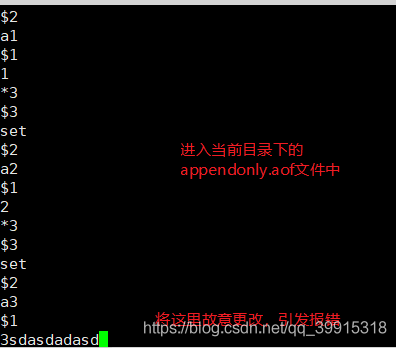 $2
a1
$1
1
*3
$3
set
$2
进入当前目录下的
a2
appendonly.aof文件中
$1
2
*3
$3
set
$2
a3
$1
将这里故意更改，引发报错
https://blog.csdn.net/qq_39915318
3sdasdadasd